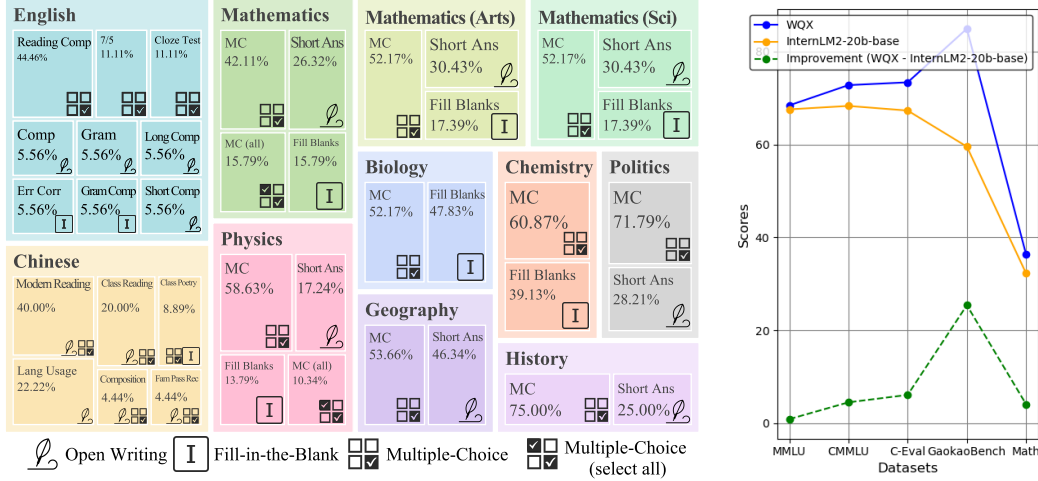 English
Reading Comp
44.46%
7/5
11.11%
Cloze Test
11.11%
Comp
5.56%
Gram
5.56%
Long Comp
5.56%
Err Corr
5.56%
I
Gram Comp
5.56%
I
Short Comp
5.56%
Chinese
Modern Reading
40.00%
Class Reading
20.00%
Class Poetry
8.89%
I
Lang Usage
22.22%
Composition
4.44%
Fam Pass Rec
4.44%
Mathematics
MC
42.11%
Short Ans
26.32%
MC (all)
15.79%
Fill Blanks
15.79%
I
Physics
MC
58.63%
Short Ans
17.24%
Fill Blanks
13.79%
I
MC (all)
10.34%
Mathematics (Arts)
MC
52.17%
Short Ans
30.43%
Fill Blanks
17.39%
I
Mathematics (Sci)
MC
52.17%
Short Ans
30.43%
Fill Blanks
17.39%
I
Biology
MC
52.17%
Fill Blanks
47.83%
I
Chemistry
MC
60.87%
Fill Blanks
39.13%
I
Politics
MC
71.79%
Short Ans
28.21%
Geography
MC
53.66%
Short Ans
46.34%
History
MC
75.00%
Short Ans
25.00%
Open Writing
I
Fill-in-the-Blank
Multiple-Choice
Multiple-Choice
(select all)
WQX
InternLM2-20b-base
Improvement (WQX - InternLM2-20b-base)
Scores
80
60
40
20
0
MMLU
CMMLU
C-Eval
GaokaoBench
Math
Datasets